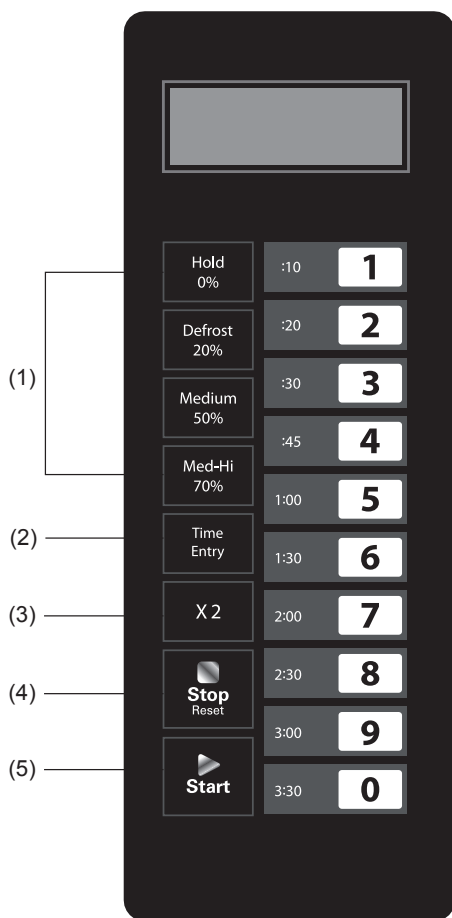 (1)
Hold
0%
Defrost
20%
Medium
50%
Med-Hi
70%
(2)
Time
Entry
(3)
X 2
(4)
Stop
Reset
(5)
Start
:10 1
:20 2
:30 3
:45 4
1:00 5
1:30 6
2:00 7
2:30 8
3:00 9
3:30 0